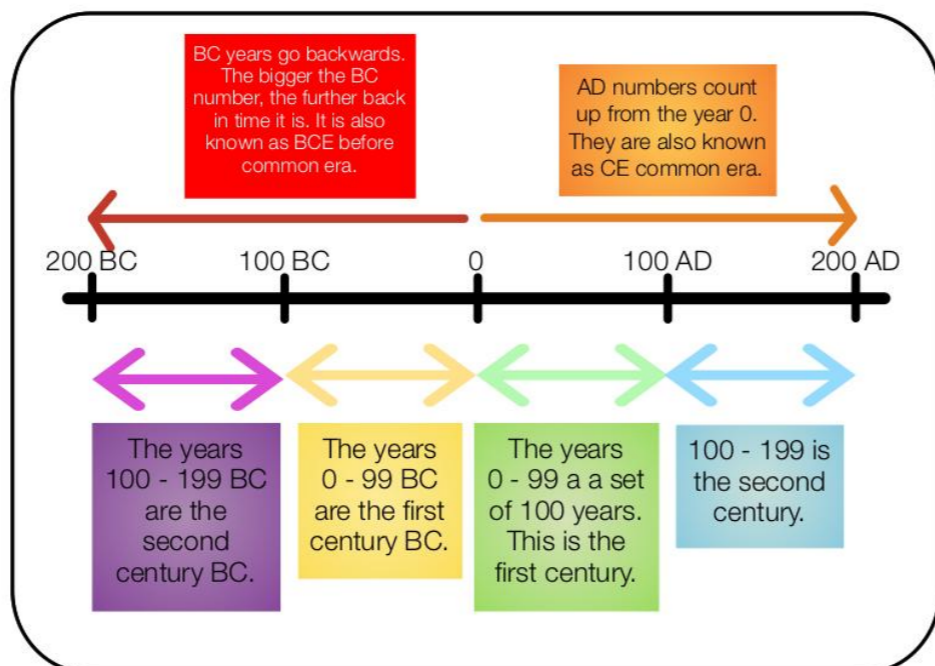 BC years go backwards.
The bigger the BC
number, the further back
in time it is. It is also
known as BCE before
common era.
AD numbers count
up from the year 0.
They are also known
as CE common era.
200 BC
100 BC
0
100 AD
200 AD
The years
100 - 199 BC
are the
second
century BC.
The years
0 - 99 BC
are the first
century BC.
The years
0 - 99 a a set
of 100 years.
This is the
first century.
100 - 199 is
the second
century.